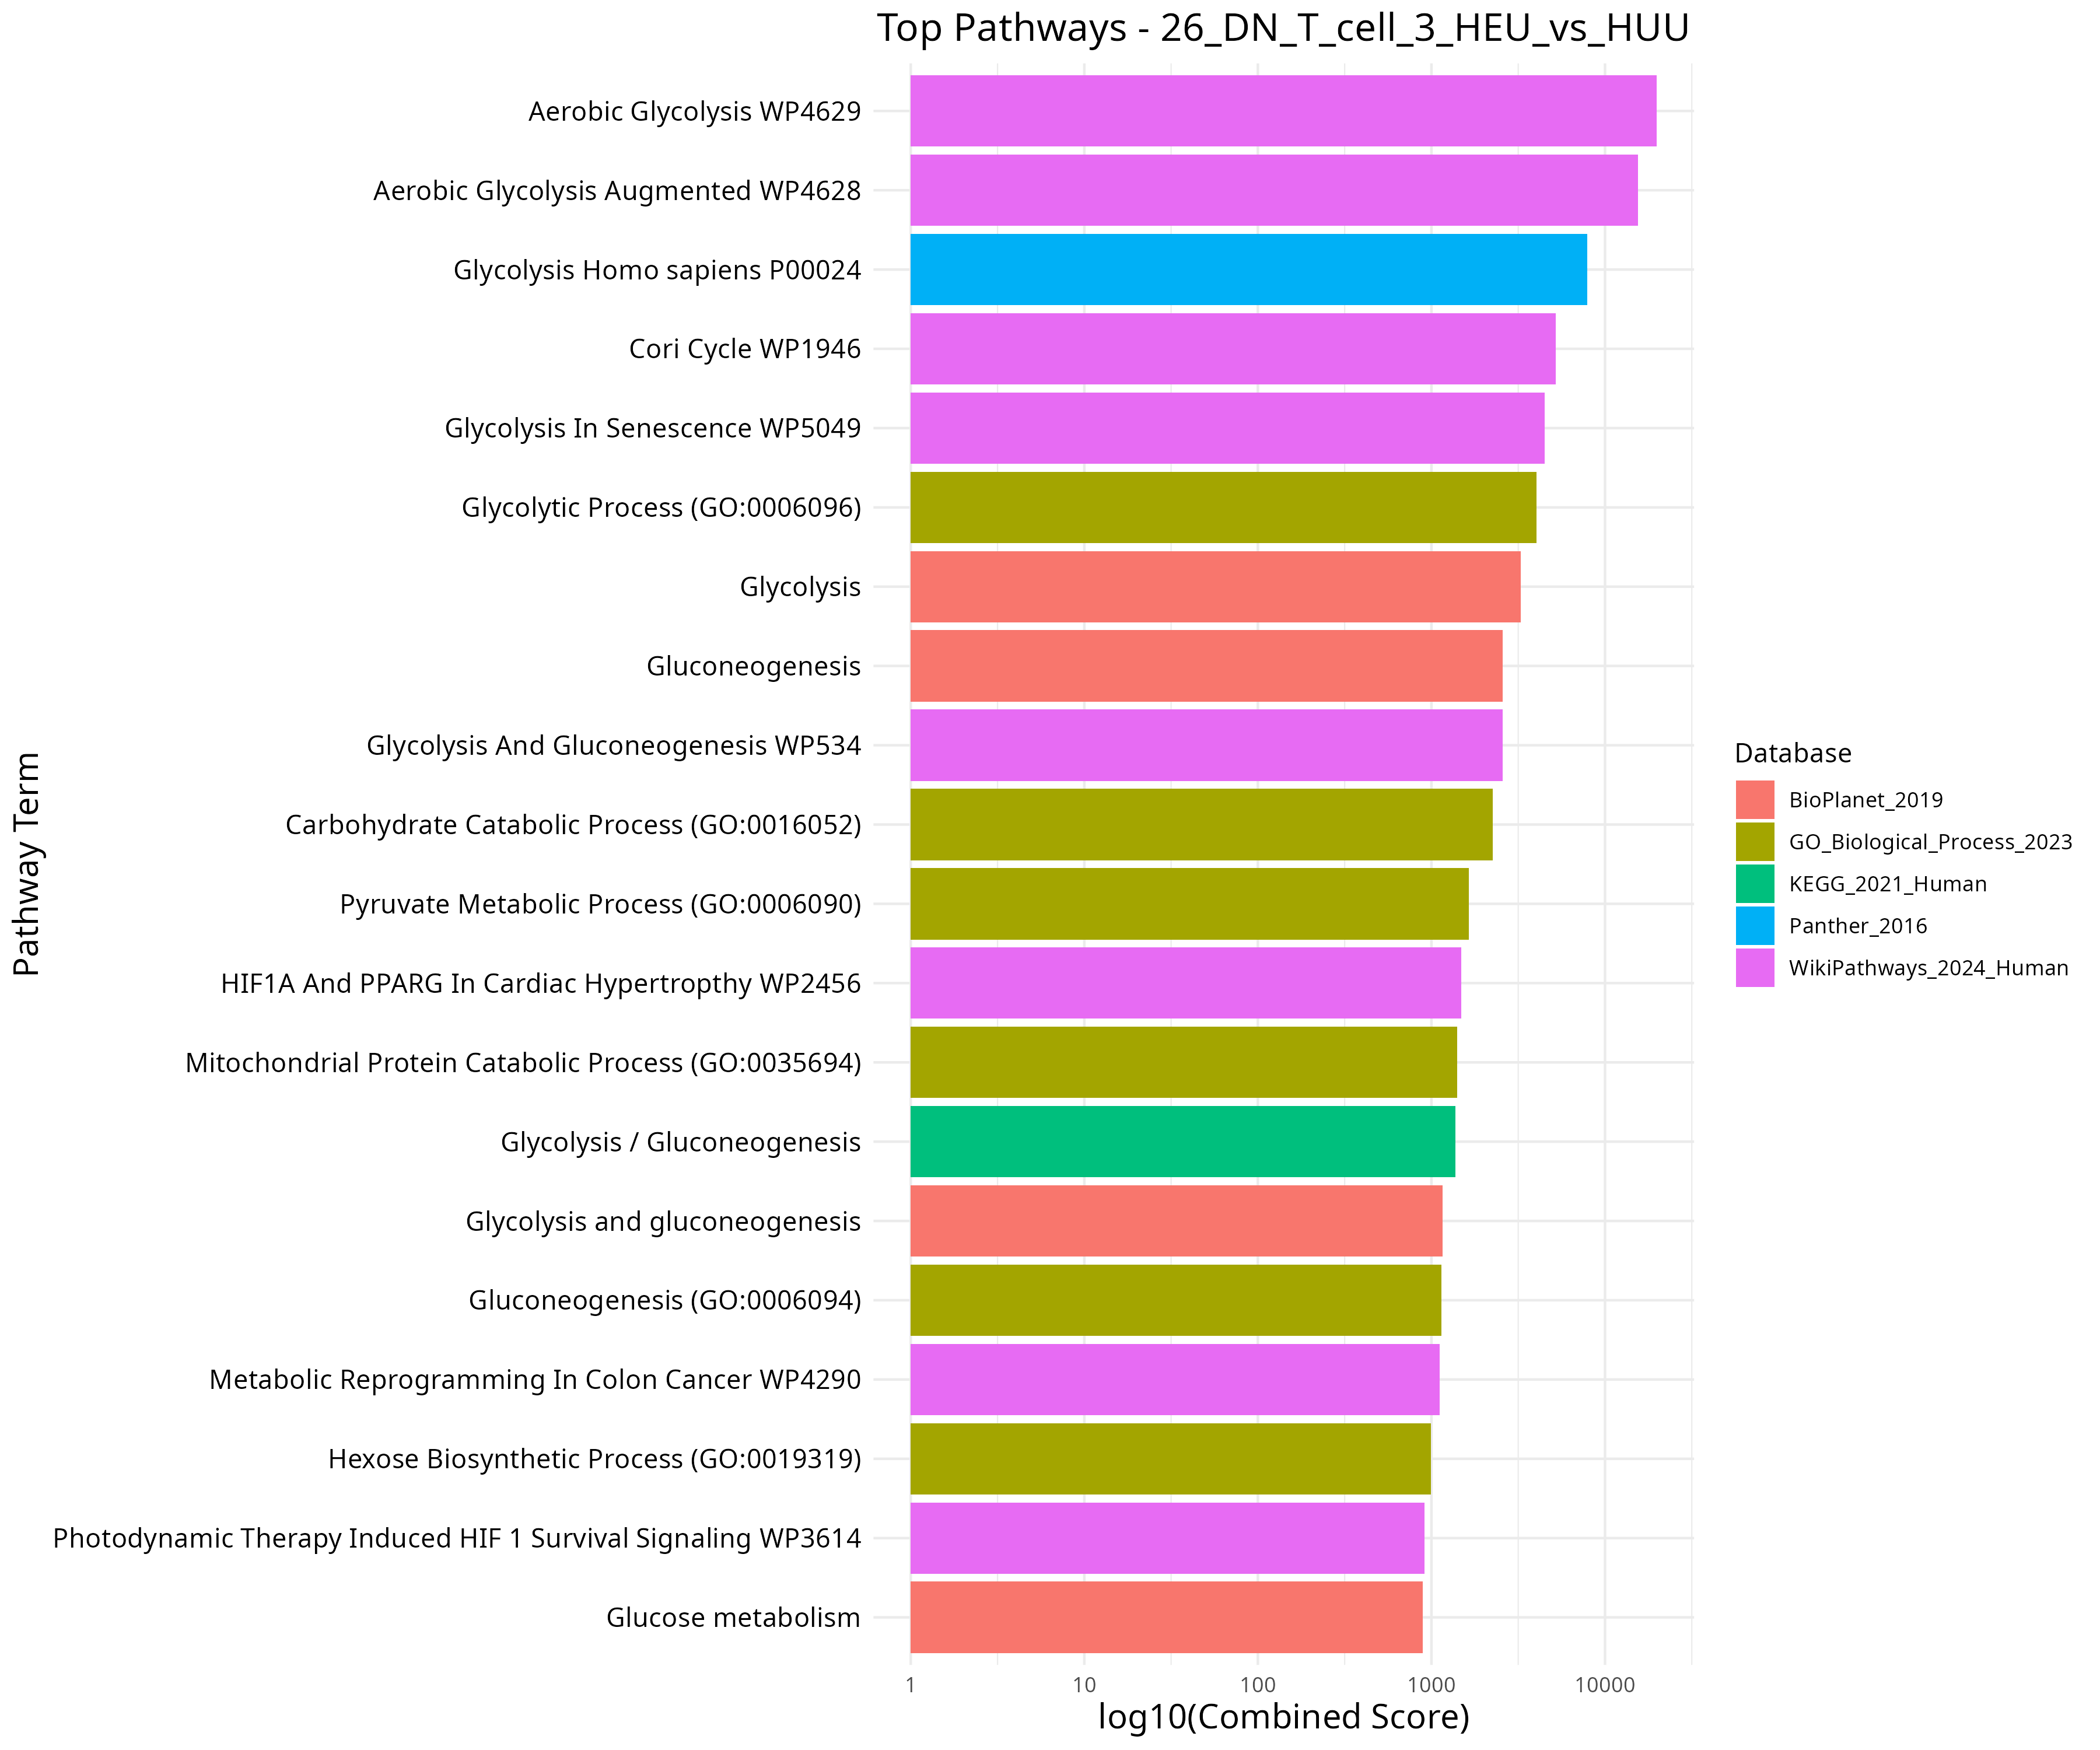 Top Pathways - 26_DN_T_cell_3_HEU_vs_HUU
Pathway Term
Aerobic Glycolysis WP4629
Aerobic Glycolysis Augmented WP4628
Glycolysis Homo sapiens P00024
Cori Cycle WP1946
Glycolysis In Senescence WP5049
Glycolytic Process (GO:0006096)
Glycolysis
Gluconeogenesis
Glycolysis And Gluconeogenesis WP534
Carbohydrate Catabolic Process (GO:0016052)
Pyruvate Metabolic Process (GO:0006090)
HIF1A And PPARG In Cardiac Hypertropthy WP2456
Mitochondrial Protein Catabolic Process (GO:0035694)
Glycolysis / Gluconeogenesis
Glycolysis and gluconeogenesis
Gluconeogenesis (GO:0006094)
Metabolic Reprogramming In Colon Cancer WP4290
Hexose Biosynthetic Process (GO:0019319)
Photodynamic Therapy Induced HIF 1 Survival Signaling WP3614
Glucose metabolism
1 10 100 1000 10000
log10(Combined Score)
Database
BioPlanet_2019
GO_Biological_Process_2023
KEGG_2021_Human
Panther_2016
WikiPathways_2024_Human